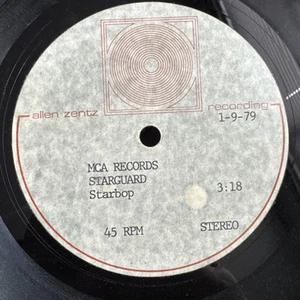 allen zentz recording
1-9-79
MCA RECORDS
STARGUARD
Starbop 3:18
45 RPM STEREO